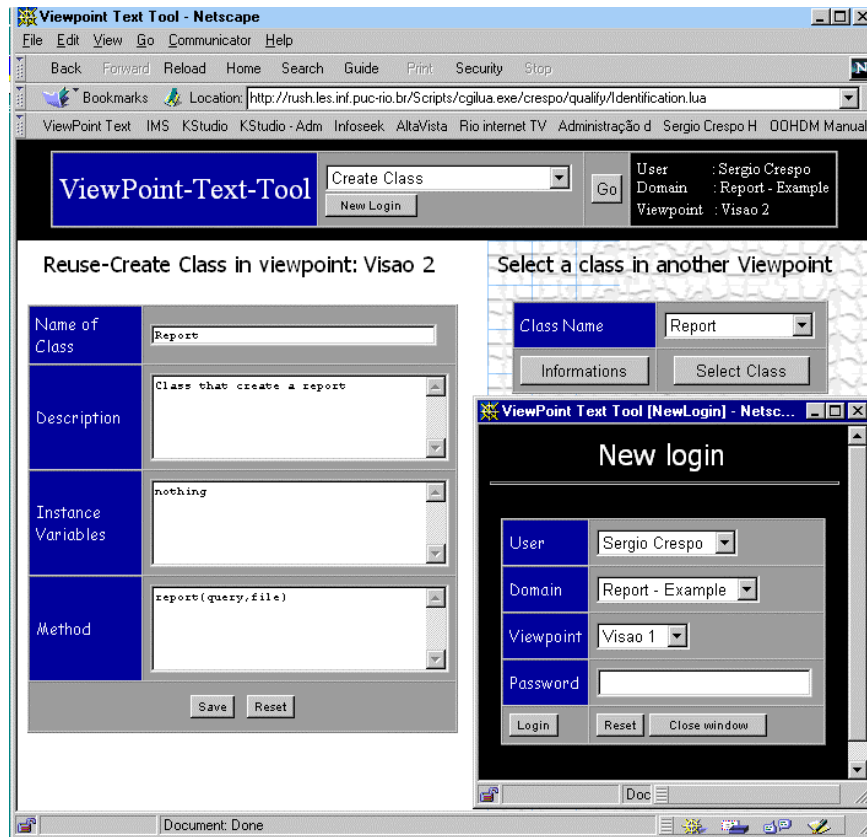 Viewpoint Text Tool - Netscape
File Edit View Go Communicator Help
Back Forward Reload Home Search Guide Print Security Stop
Bookmarks Location: http://rush.les.inf.puc-rio.br/Scripts/cgilua.exe/crespo/qualify/Identification.lua
ViewPoint Text IMS KStudio KStudio - Adm Infoseek AltaVista Rio internet TV Administração d Sergio Crespo H OOHDM Manual
ViewPoint-Text-Tool
Create Class
New Login
Go
User : Sergio Crespo
Domain : Report - Example
Viewpoint : Visao 2
Reuse-Create Class in viewpoint: Visao 2
Name of Class
Report
Description
Class that create a report
Instance Variables
nothing
Method
report(query,file)
Save Reset
Select a class in another Viewpoint
Class Name Report
Informations Select Class
ViewPoint Text Tool [NewLogin] - Netsc...
New login
User Sergio Crespo
Domain Report - Example
Viewpoint Visao 1
Password
Login Reset Close window
Doc
Document: Done